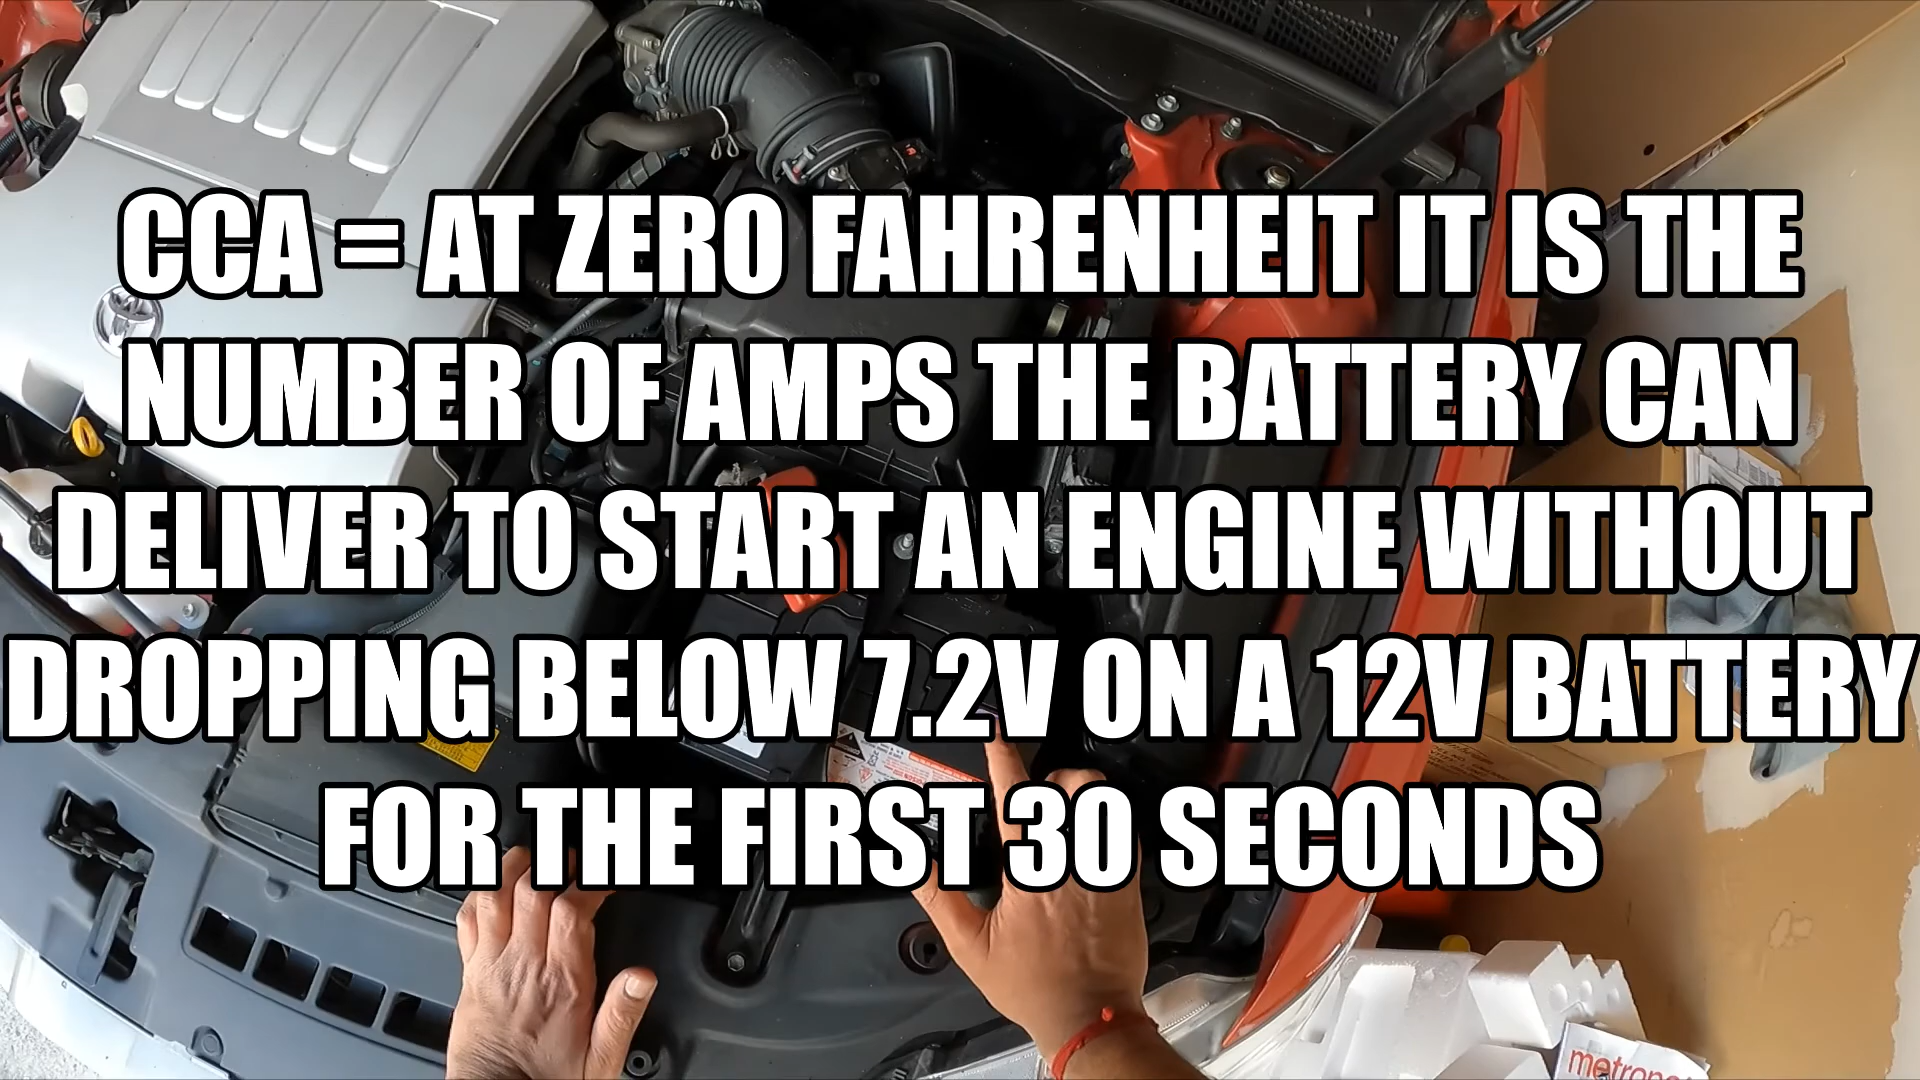 CCA = AT ZERO FAHRENHEIT IT IS THE
NUMBER OF AMPS THE BATTERY CAN
DELIVER TO START AN ENGINE WITHOUT
DROPPING BELOW 7.2V ON A 12V BATTERY
FOR THE FIRST 30 SECONDS